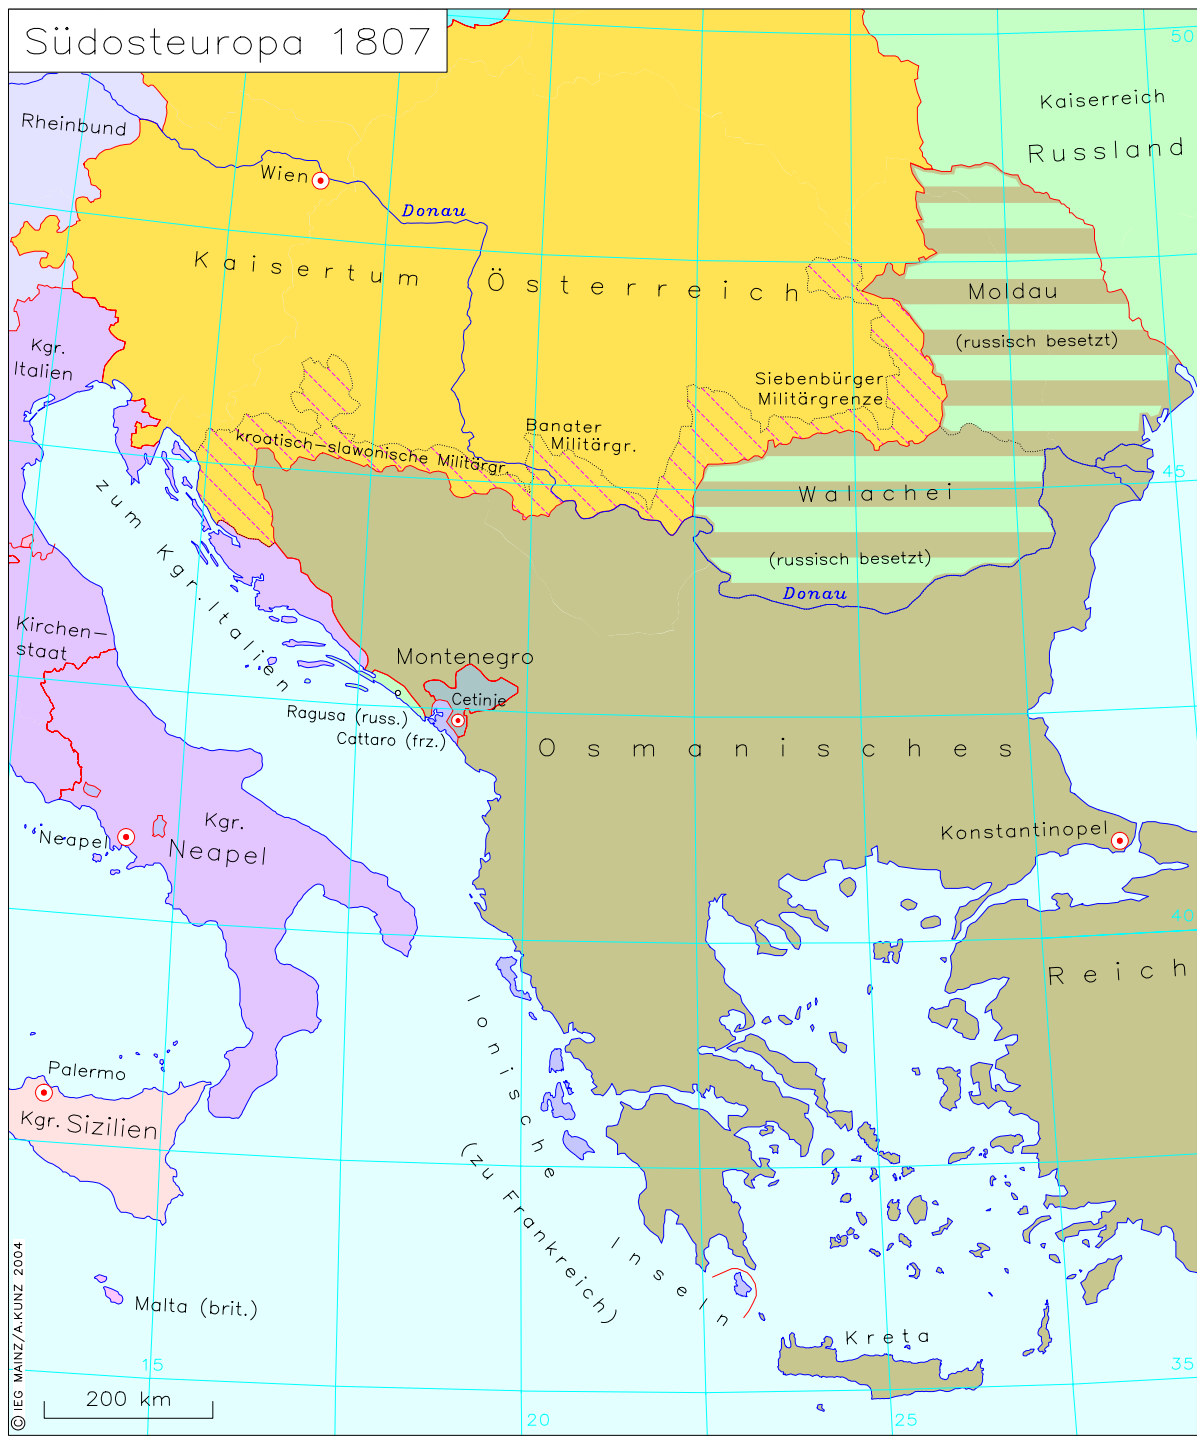 Südosteuropa 1807
50
Kaiserreich
Russland
Rheinbund
Wien
Donau
Kaisertum Österreich
Moldau
(russisch besetzt)
Kgr.
Italien
Siebenbürger
Militärgrenze
Banater
Militärgr.
kroatisch-slawonische Militärgr.
45
Walachei
(russisch besetzt)
Donau
zum Kgr. Italien
Kirchen-
staat
Montenegro
Cetinje
Ragusa (russ.)
Cattaro (frz.)
Osmanisches
Konstantinopel
Kgr.
Neapel
Neapel
40
Reich
Ionische Inseln
(zu Frankreich)
Palermo
Kgr. Sizilien
Malta (brit.)
Kreta
15
35
200 km
20
25
©IEG MAINZ/A.KUNZ 2004